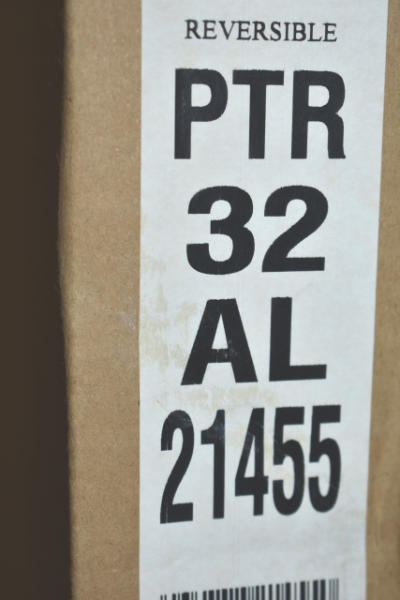 REVERSIBLE
PTR
32
AL
21455